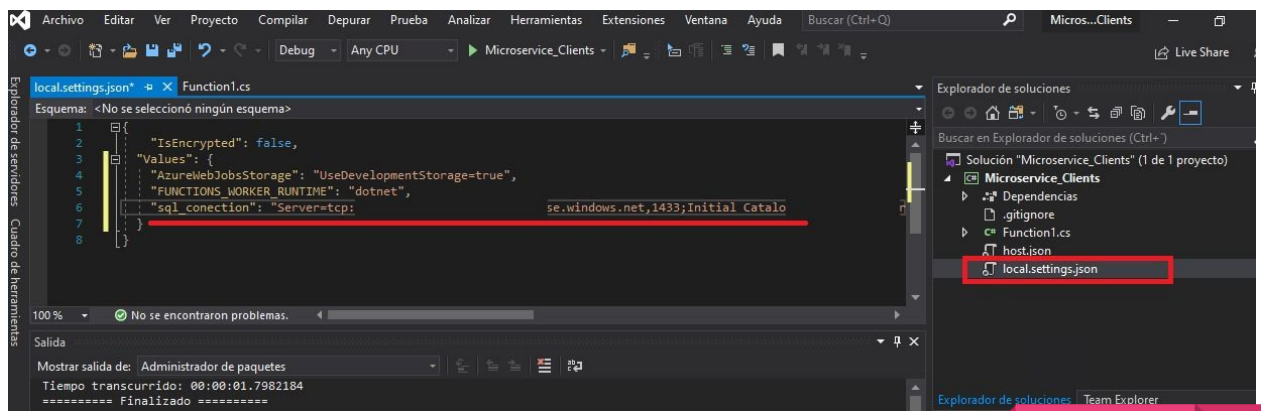 Archivo Editar Ver Proyecto Compilar Depurar Prueba Analizar Herramientas Extensiones Ventana Ayuda Buscar (Ctrl+Q) Micros...Clients
Debug Any CPU Microservice_Clients Live Share
Explorador de servidores
Cuadro de herramientas
local.settings.json* Function1.cs
Esquema: <No se seleccionó ningún esquema>
1 {
2 "IsEncrypted": false,
3 "Values": {
4 "AzureWebJobsStorage": "UseDevelopmentStorage=true",
5 "FUNCTIONS_WORKER_RUNTIME": "dotnet",
6 "sql_conection": "Server=tcp: se.windows.net,1433;Initial Catalo
7 }
8 }
100 % No se encontraron problemas.
Salida
Mostrar salida de: Administrador de paquetes
Tiempo transcurrido: 00:00:01.7982184
========== Finalizado ==========
Explorador de soluciones
Buscar en Explorador de soluciones (Ctrl+´)
Solución "Microservice_Clients" (1 de 1 proyecto)
Microservice_Clients
Dependencias
.gitignore
C# Function1.cs
host.json
local.settings.json
Explorador de soluciones Team Explorer